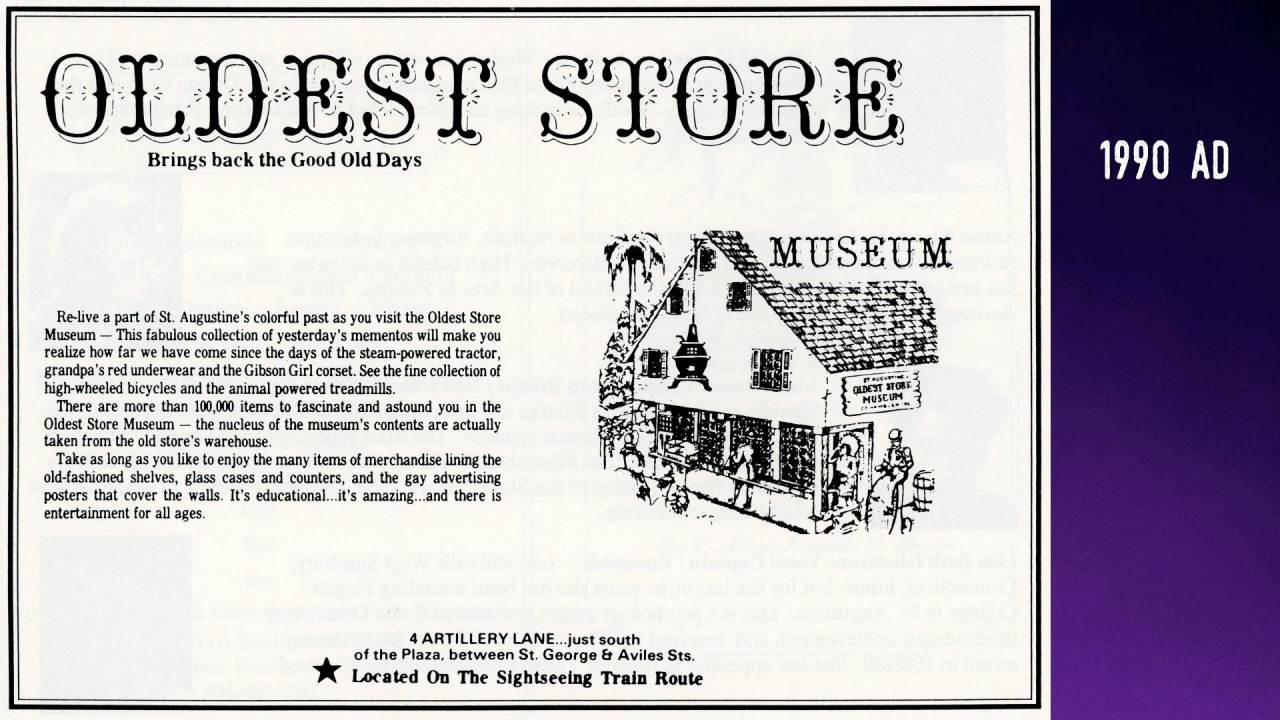 OLDEST STORE
Brings back the Good Old Days
1990 AD
MUSEUM
Re-live a part of St. Augustine's colorful past as you visit the Oldest Store
Museum — This fabulous collection of yesterday's mementos will make you
realize how far we have come since the days of the steam-powered tractor,
grandpa's red underwear and the Gibson Girl corset. See the fine collection of
high-wheeled bicycles and the animal powered treadmills.
There are more than 100,000 items to fascinate and astound you in the
Oldest Store Museum — the nucleus of the museum's contents are actually
taken from the old store's warehouse.
Take as long as you like to enjoy the many items of merchandise lining the
old-fashioned shelves, glass cases and counters, and the gay advertising
posters that cover the walls. It's educational...it's amazing...and there is
entertainment for all ages.
ST AUGUSTINE
OLDEST STORE
MUSEUM
4 ARTILLERY LANE...just south
of the Plaza, between St. George & Aviles Sts.
Located On The Sightseeing Train Route